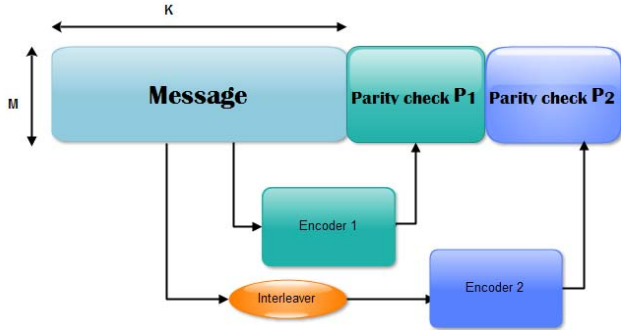 K
M
Message
Parity check P1
Parity check P2
Encoder 1
Interleaver
Encoder 2